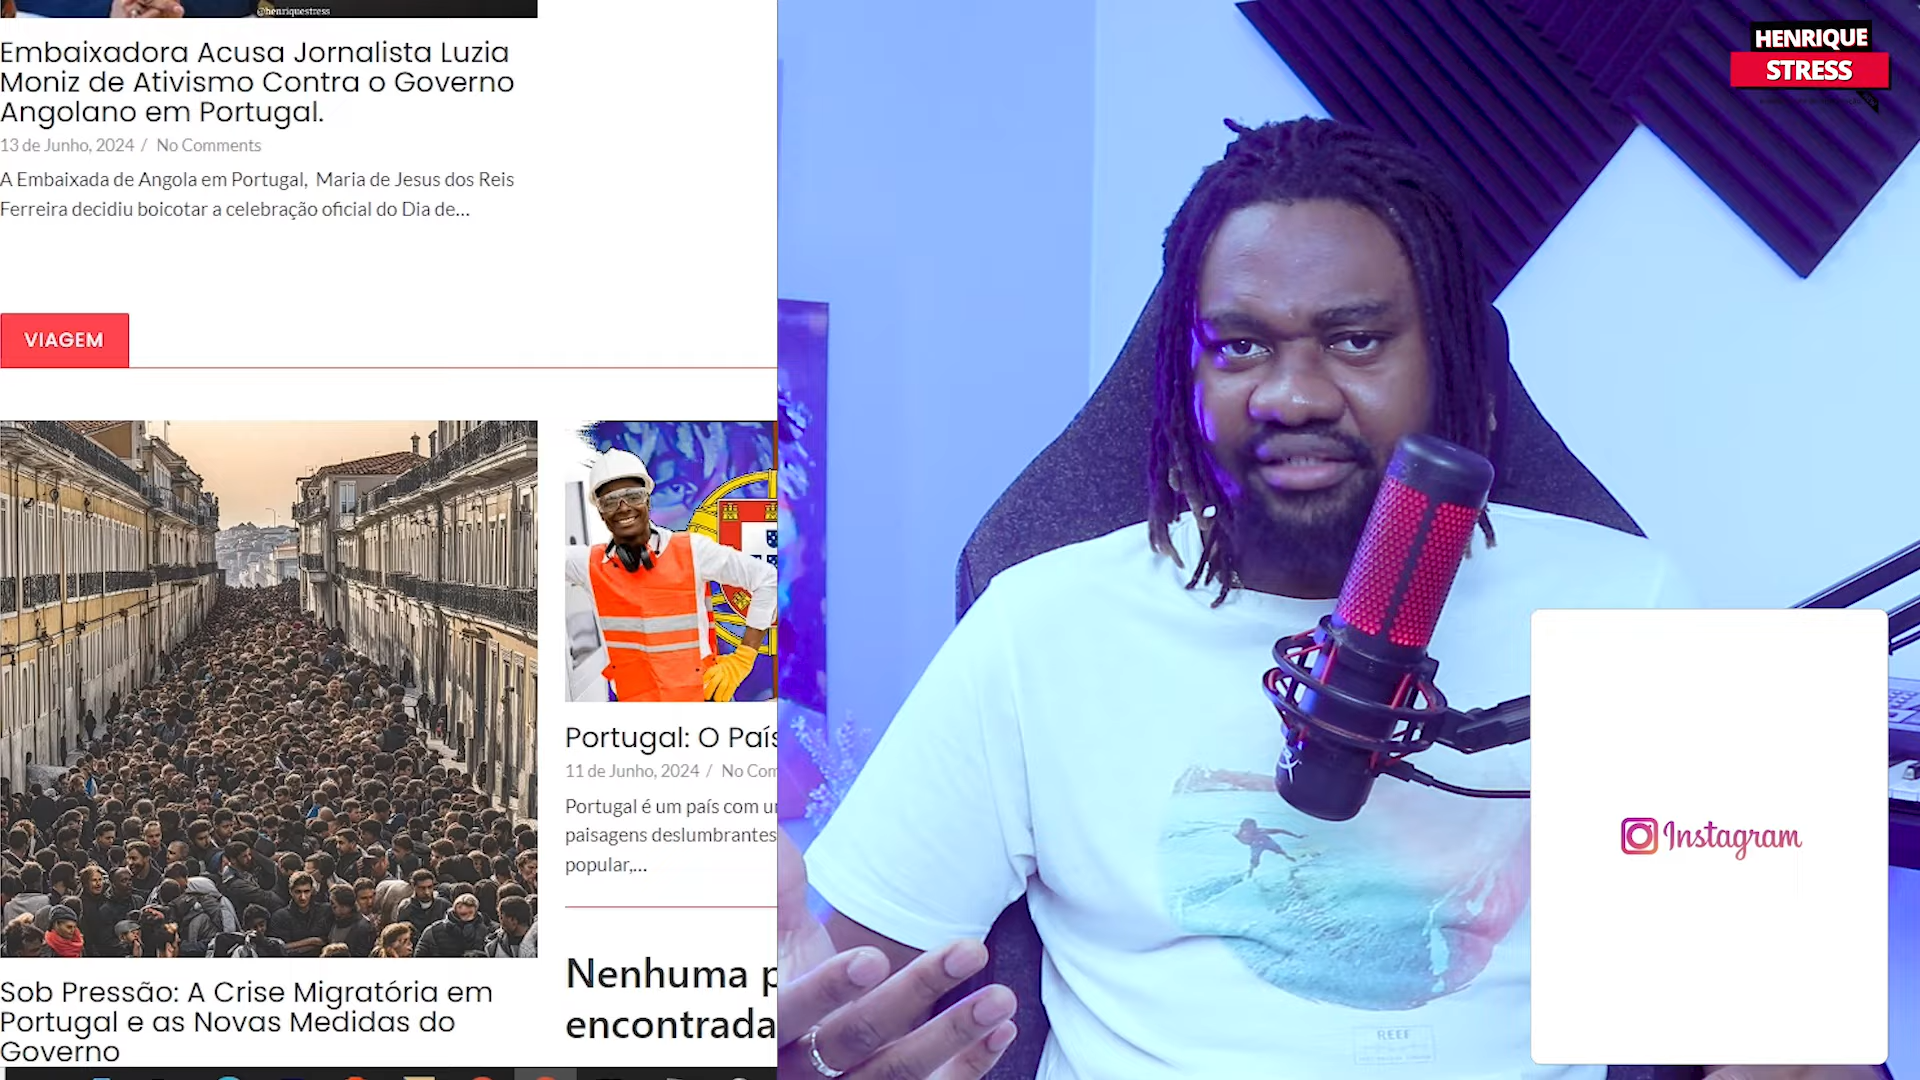 @henriquestress
Embaixadora Acusa Jornalista Luzia
Moniz de Ativismo Contra o Governo
Angolano em Portugal.
13 de Junho, 2024 / No Comments
A Embaixada de Angola em Portugal, Maria de Jesus dos Reis
Ferreira decidiu boicotar a celebração oficial do Dia de...
VIAGEM
Sob Pressão: A Crise Migratória em
Portugal e as Novas Medidas do
Governo
Portugal: O País
11 de Junho, 2024 / No Com
Portugal é um país com
paisagens deslumbrantes
popular,...
Nenhuma
encontrada
HENRIQUE
STRESS
Instagram
REEF